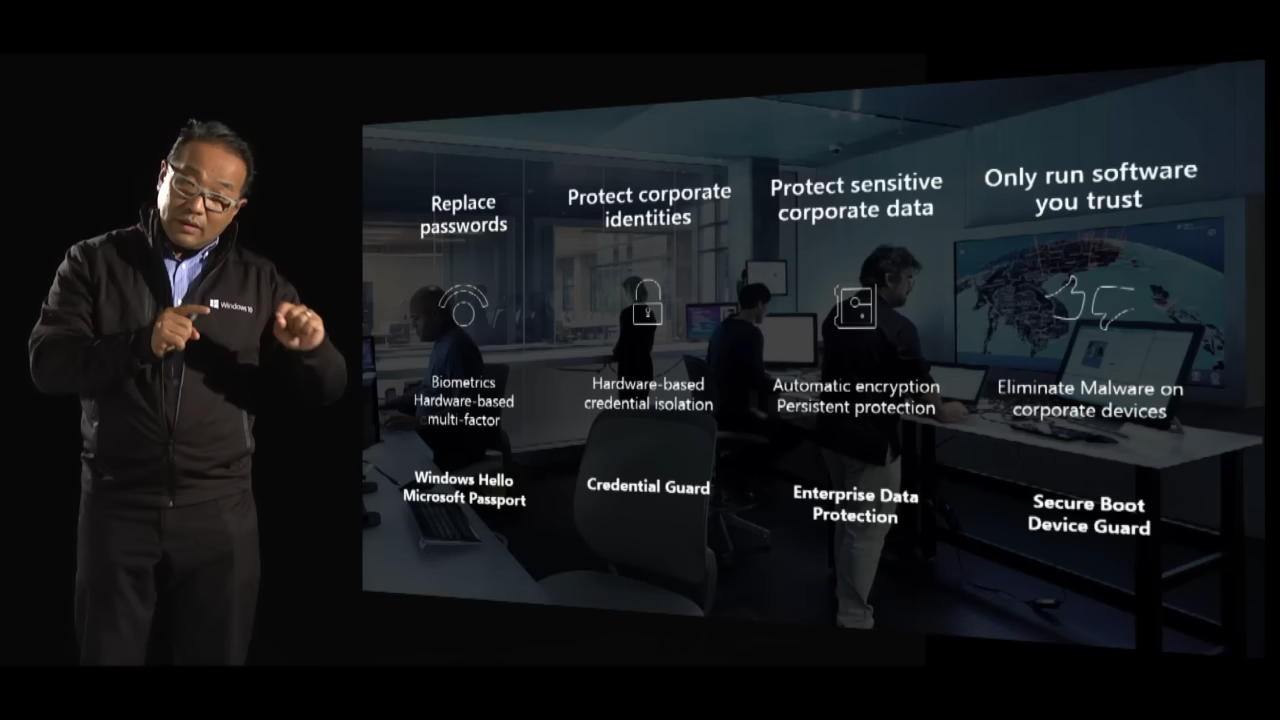 Windows 10
Replace
passwords
Biometrics
Hardware-based
multi-factor
Windows Hello
Microsoft Passport
Protect corporate
identities
Hardware-based
credential isolation
Credential Guard
Protect sensitive
corporate data
Automatic encryption
Persistent protection
Enterprise Data
Protection
Only run software
you trust
Eliminate Malware on
corporate devices
Secure Boot
Device Guard